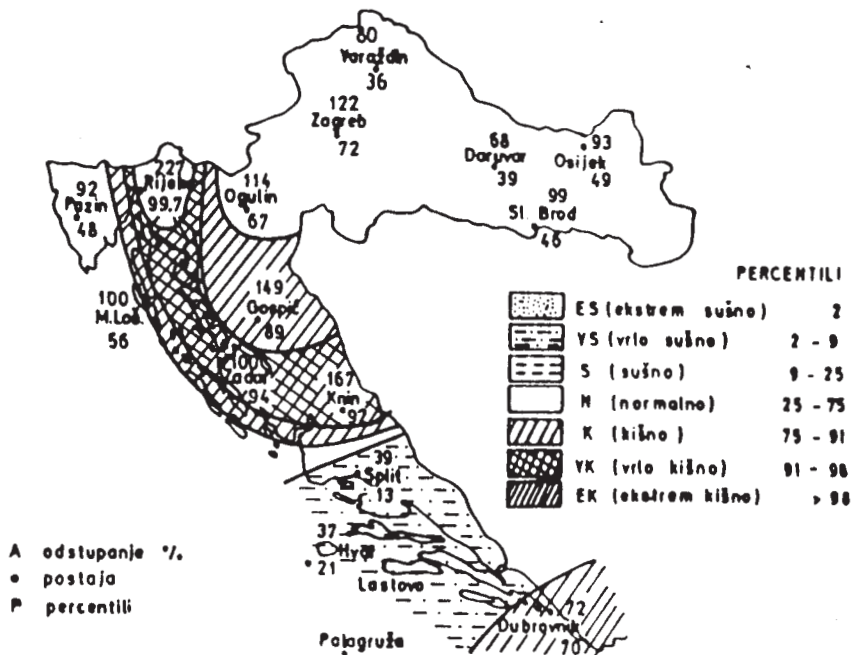 80
Varaždin
36
122
Zagreb
72
68
Daruvar
39
93
Osijek
49
99
Sl. Brod
46
227
Rijeka
99.7
114
Ogulin
67
92
Pazin
48
149
Gospić
89
100
M.Loš.
56
Zadar
94
167
Knin
97
39
Split
13
37
Hvar
21
Lastovo
72
Dubrovnik
70
Palagruža
PERCENTILI
ES (ekstrem sušno) 2
VS (vrlo sušno) 2 - 9
S (sušno) 9 - 25
N (normalno) 25 - 75
K (kišno) 75 - 91
VK (vrlo kišno) 91 - 98
EK (ekstrem kišno) > 98
A odstupanje %
• postaja
P percentili